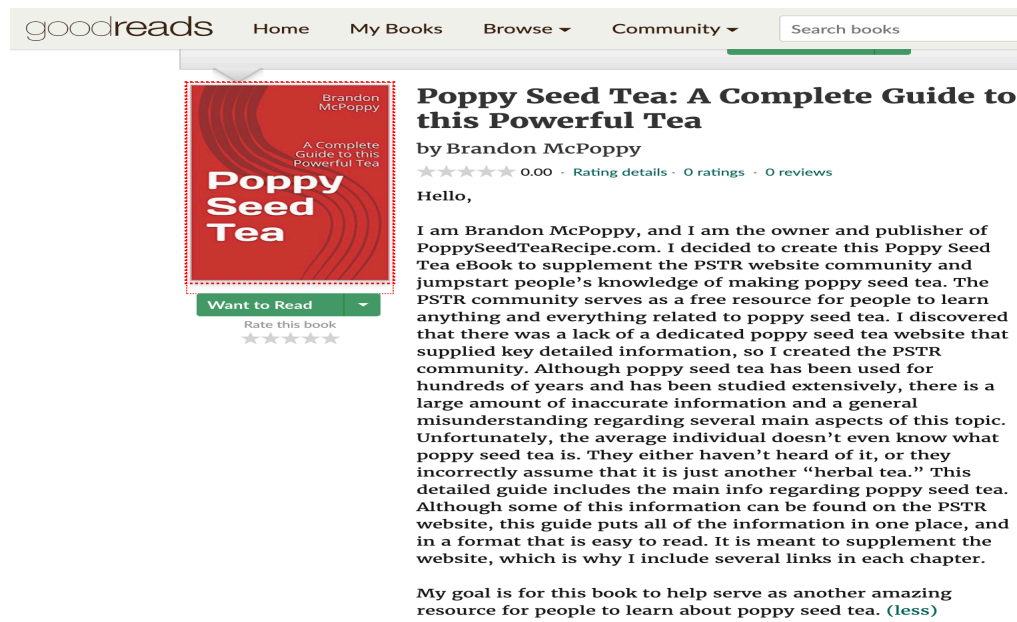 goodreads Home My Books Browse Community Search books
Brandon
McPoppy
A Complete
Guide to this
Powerful Tea
Poppy
Seed
Tea
Want to Read
Rate this book
Poppy Seed Tea: A Complete Guide to
this Powerful Tea
by Brandon McPoppy
0.00 · Rating details · 0 ratings · 0 reviews
Hello,
I am Brandon McPoppy, and I am the owner and publisher of
PoppySeedTeaRecipe.com. I decided to create this Poppy Seed
Tea eBook to supplement the PSTR website community and
jumpstart people's knowledge of making poppy seed tea. The
PSTR community serves as a free resource for people to learn
anything and everything related to poppy seed tea. I discovered
that there was a lack of a dedicated poppy seed tea website that
supplied key detailed information, so I created the PSTR
community. Although poppy seed tea has been used for
hundreds of years and has been studied extensively, there is a
large amount of inaccurate information and a general
misunderstanding regarding several main aspects of this topic.
Unfortunately, the average individual doesn't even know what
poppy seed tea is. They either haven't heard of it, or they
incorrectly assume that it is just another “herbal tea.” This
detailed guide includes the main info regarding poppy seed tea.
Although some of this information can be found on the PSTR
website, this guide puts all of the information in one place, and
in a format that is easy to read. It is meant to supplement the
website, which is why I include several links in each chapter.
My goal is for this book to help serve as another amazing
resource for people to learn about poppy seed tea. (less)